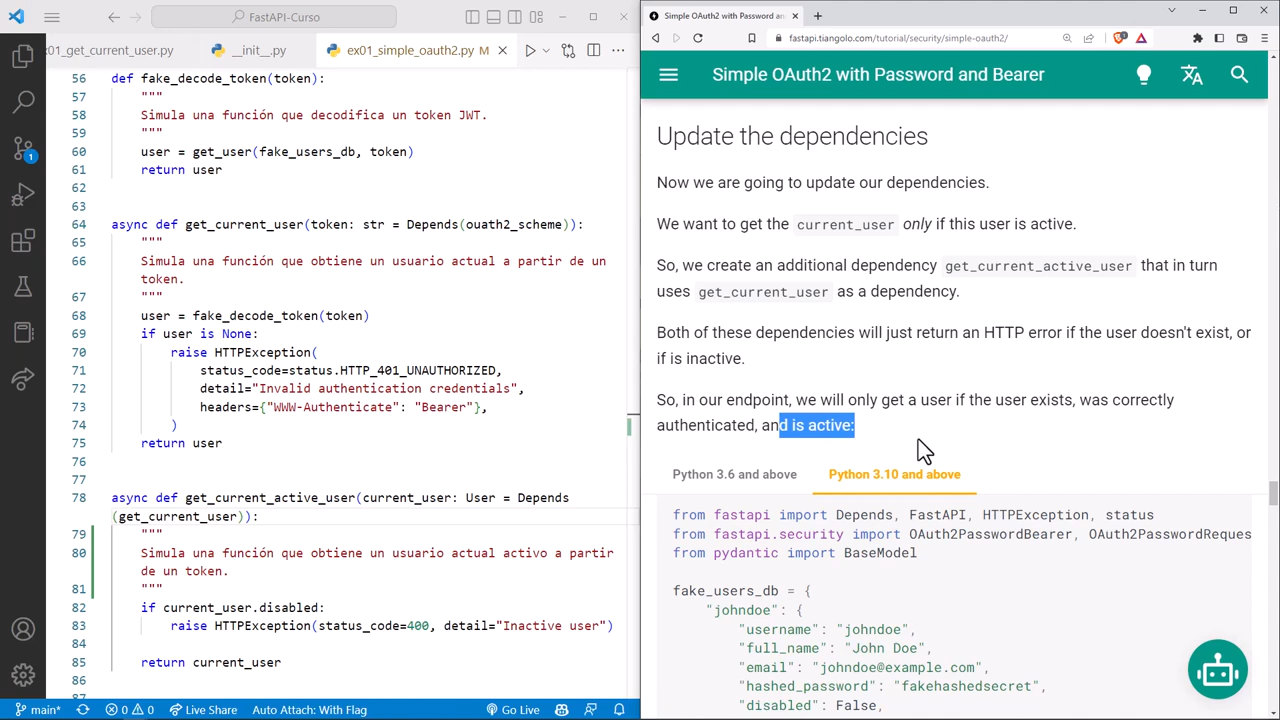 FastAPI-Curso
01_get_current_user.py
__init_.py
ex01_simple_oauth2.py M
56 def fake_decode_token(token):
57 """
58 Simula una función que decodifica un token JWT.
59 """
60 user = get_user(fake_users_db, token)
61 return user
62
63
64 async def get_current_user(token: str = Depends(ouath2_scheme)):
65 """
66 Simula una función que obtiene un usuario actual a partir de un
token.
67 """
68 user = fake_decode_token(token)
69 if user is None:
70 raise HTTPException(
71 status_code=status.HTTP_401_UNAUTHORIZED,
72 detail="Invalid authentication credentials",
73 headers={"WWW-Authenticate": "Bearer"},
74 )
75 return user
76
77
78 async def get_current_active_user(current_user: User = Depends
(get_current_user)):
79 """
80 Simula una función que obtiene un usuario actual activo a partir
de un token.
81 """
82 if current_user.disabled:
83 raise HTTPException(status_code=400, detail="Inactive user")
84
85 return current_user
86
87
1
main*
0 0
Live Share
Auto Attach: With Flag
Go Live
Simple OAuth2 with Password an
fastapi.tiangolo.com/tutorial/security/simple-oauth2/
Simple OAuth2 with Password and Bearer
Update the dependencies
Now we are going to update our dependencies.
We want to get the current_user only if this user is active.
So, we create an additional dependency get_current_active_user that in turn
uses get_current_user as a dependency.
Both of these dependencies will just return an HTTP error if the user doesn't exist, or
if is inactive.
So, in our endpoint, we will only get a user if the user exists, was correctly
authenticated, and is active:
Python 3.6 and above
Python 3.10 and above
from fastapi import Depends, FastAPI, HTTPException, status
from fastapi.security import OAuth2PasswordBearer, OAuth2PasswordReques
from pydantic import BaseModel
fake_users_db = {
"johndoe": {
"username": "johndoe",
"full_name": "John Doe",
"email": "johndoe@example.com",
"hashed_password": "fakehashedsecret",
"disabled": False,